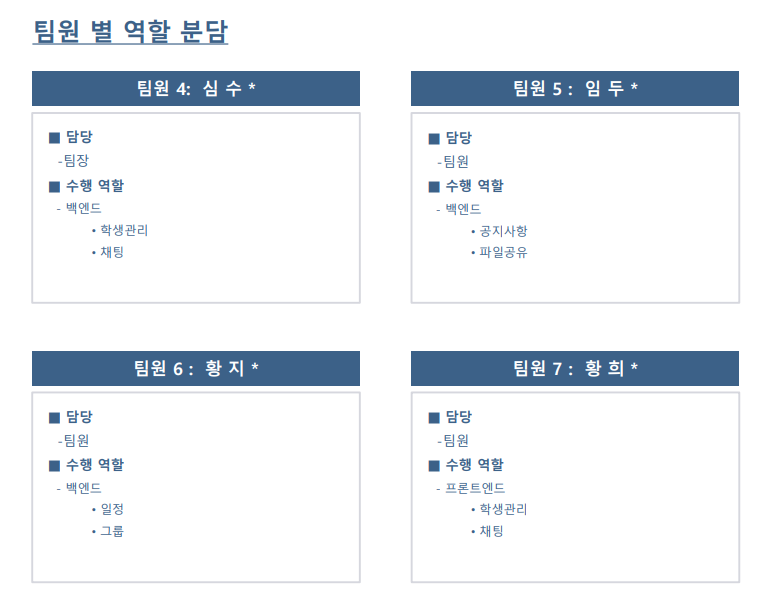 팀원 별 역할 분담
팀원 4: 심 수 *
■ 담당
-팀장
■ 수행 역할
- 백엔드
• 학생관리
• 채팅
팀원 5 : 임 두 *
■ 담당
-팀원
■ 수행 역할
- 백엔드
• 공지사항
• 파일공유
팀원 6 : 황 지 *
■ 담당
-팀원
■ 수행 역할
- 백엔드
• 일정
• 그룹
팀원 7 : 황 희 *
■ 담당
-팀원
■ 수행 역할
- 프론트엔드
• 학생관리
• 채팅